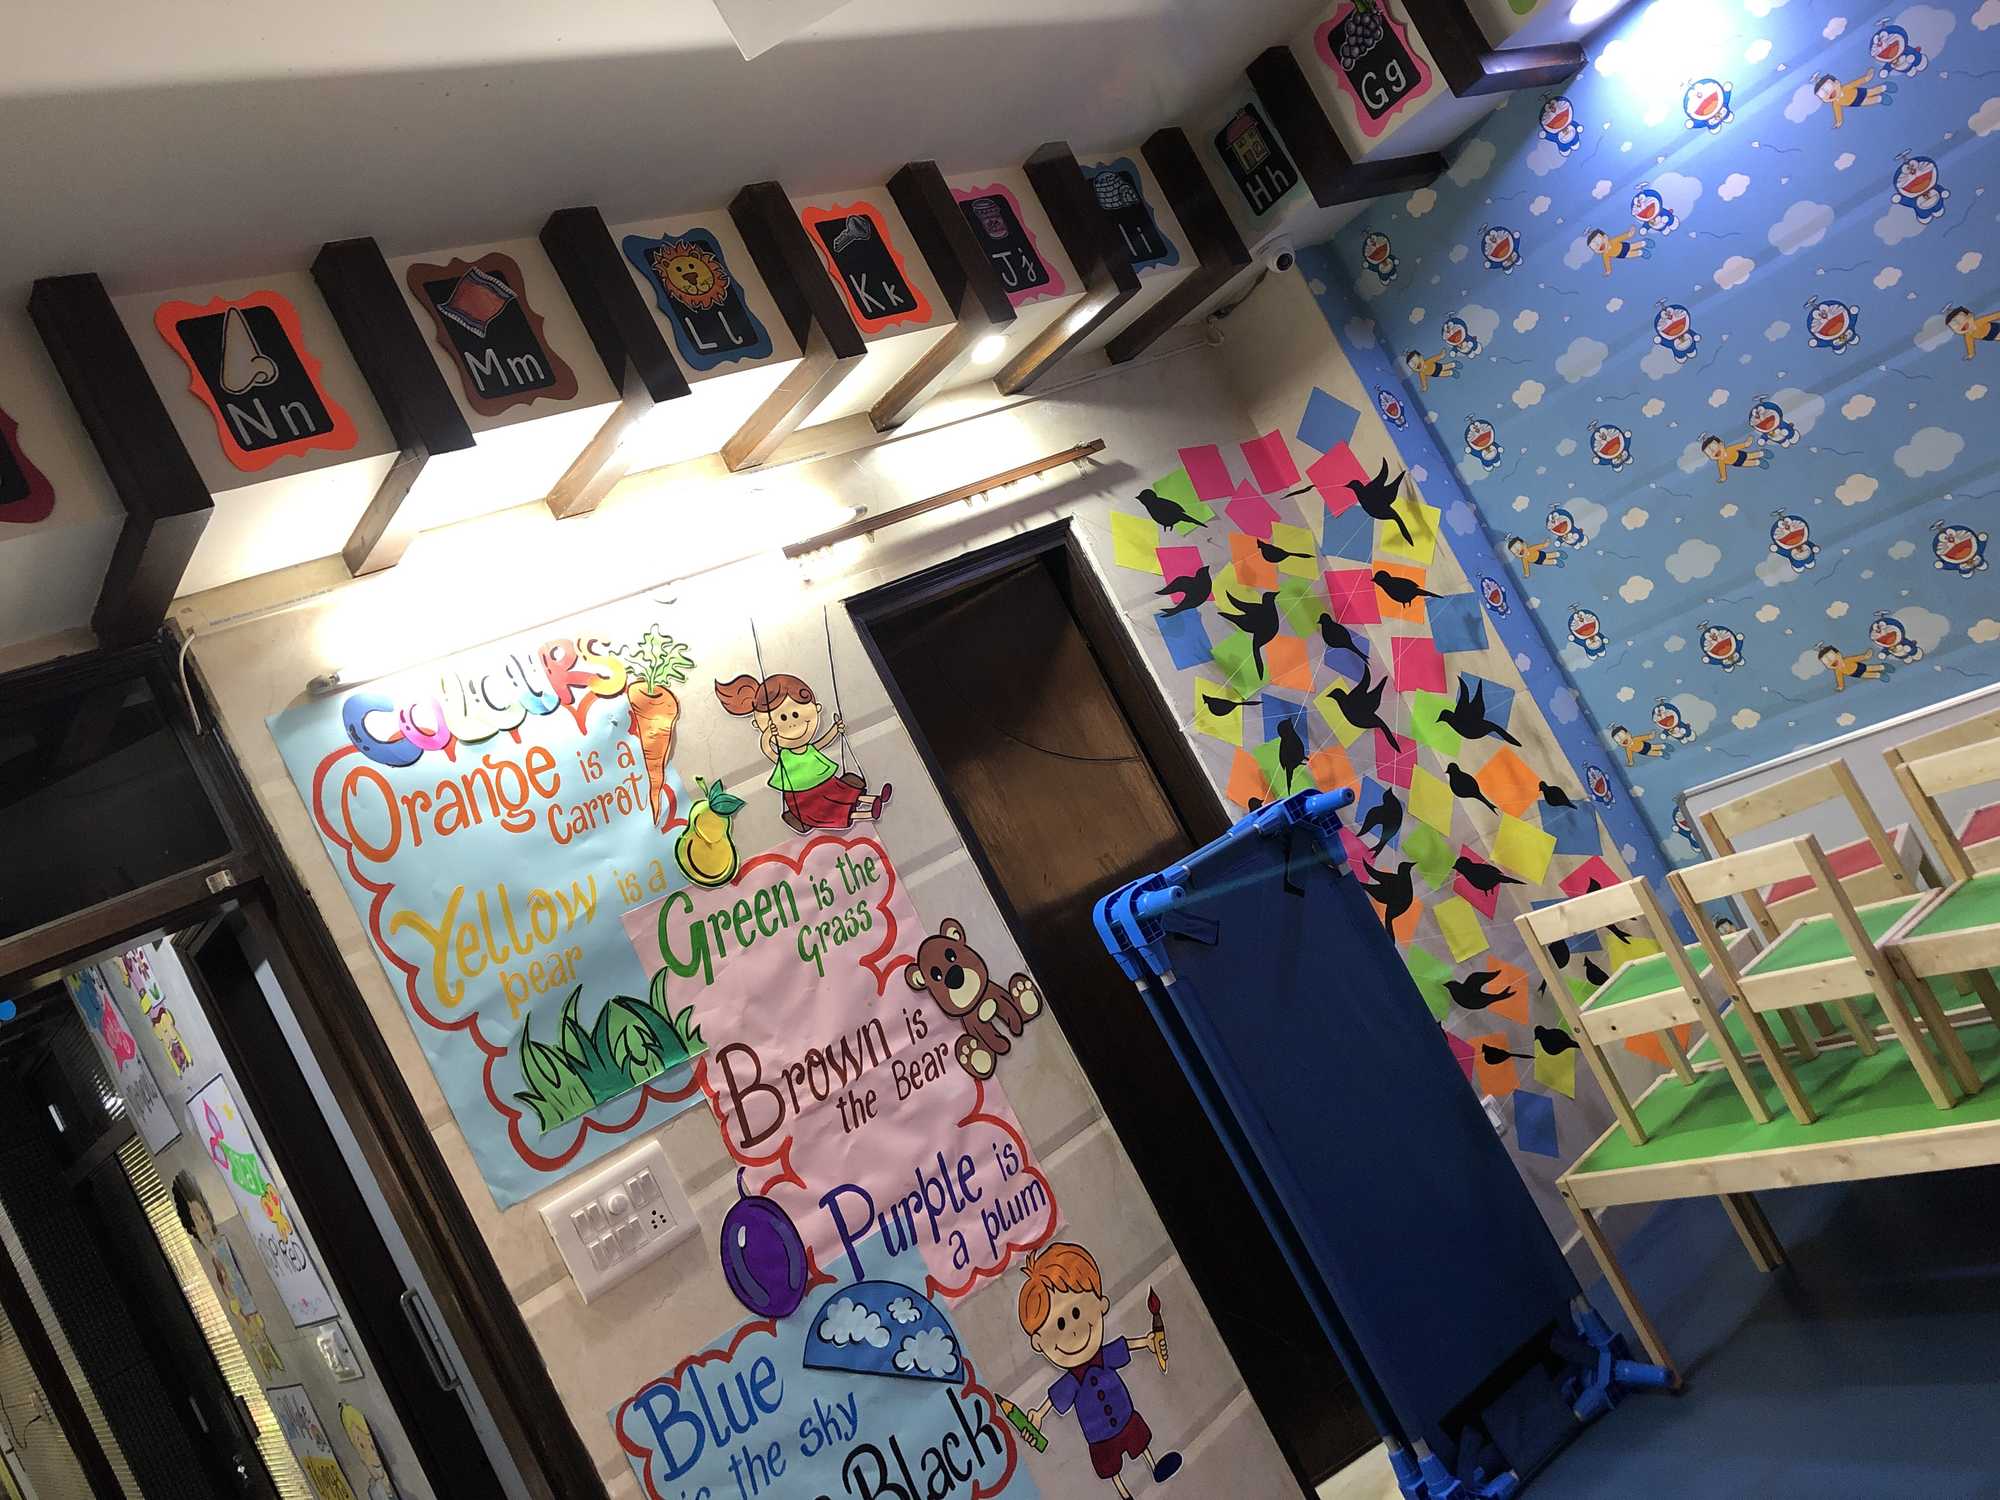 Nn
Mm
Ll
Kk
Jj
Ii
Hh
Gg
COLOURS
Orange is a
carrot
Yellow is a
pear
Green is the
Grass
Brown is
the Bear
Purple is
a plum
Blue
is the sky
Black